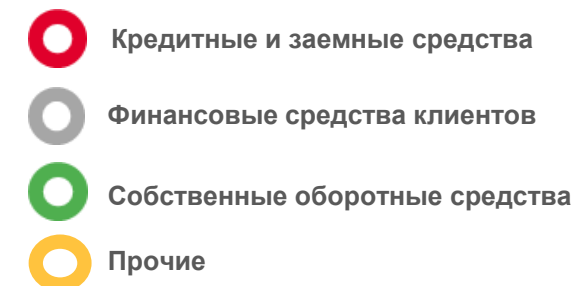 Кредитные и заемные средства
Финансовые средства клиентов
Собственные оборотные средства
Прочие